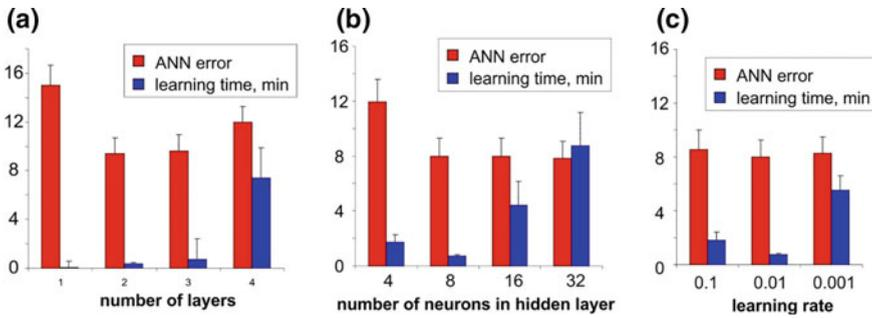 (a)
16
12
8
4
0
ANN error
learning time, min
1 2 3 4
number of layers
(b)
16
12
8
4
0
ANN error
learning time, min
4 8 16 32
number of neurons in hidden layer
(c)
16
12
8
4
0
ANN error
learning time, min
0.1 0.01 0.001
learning rate